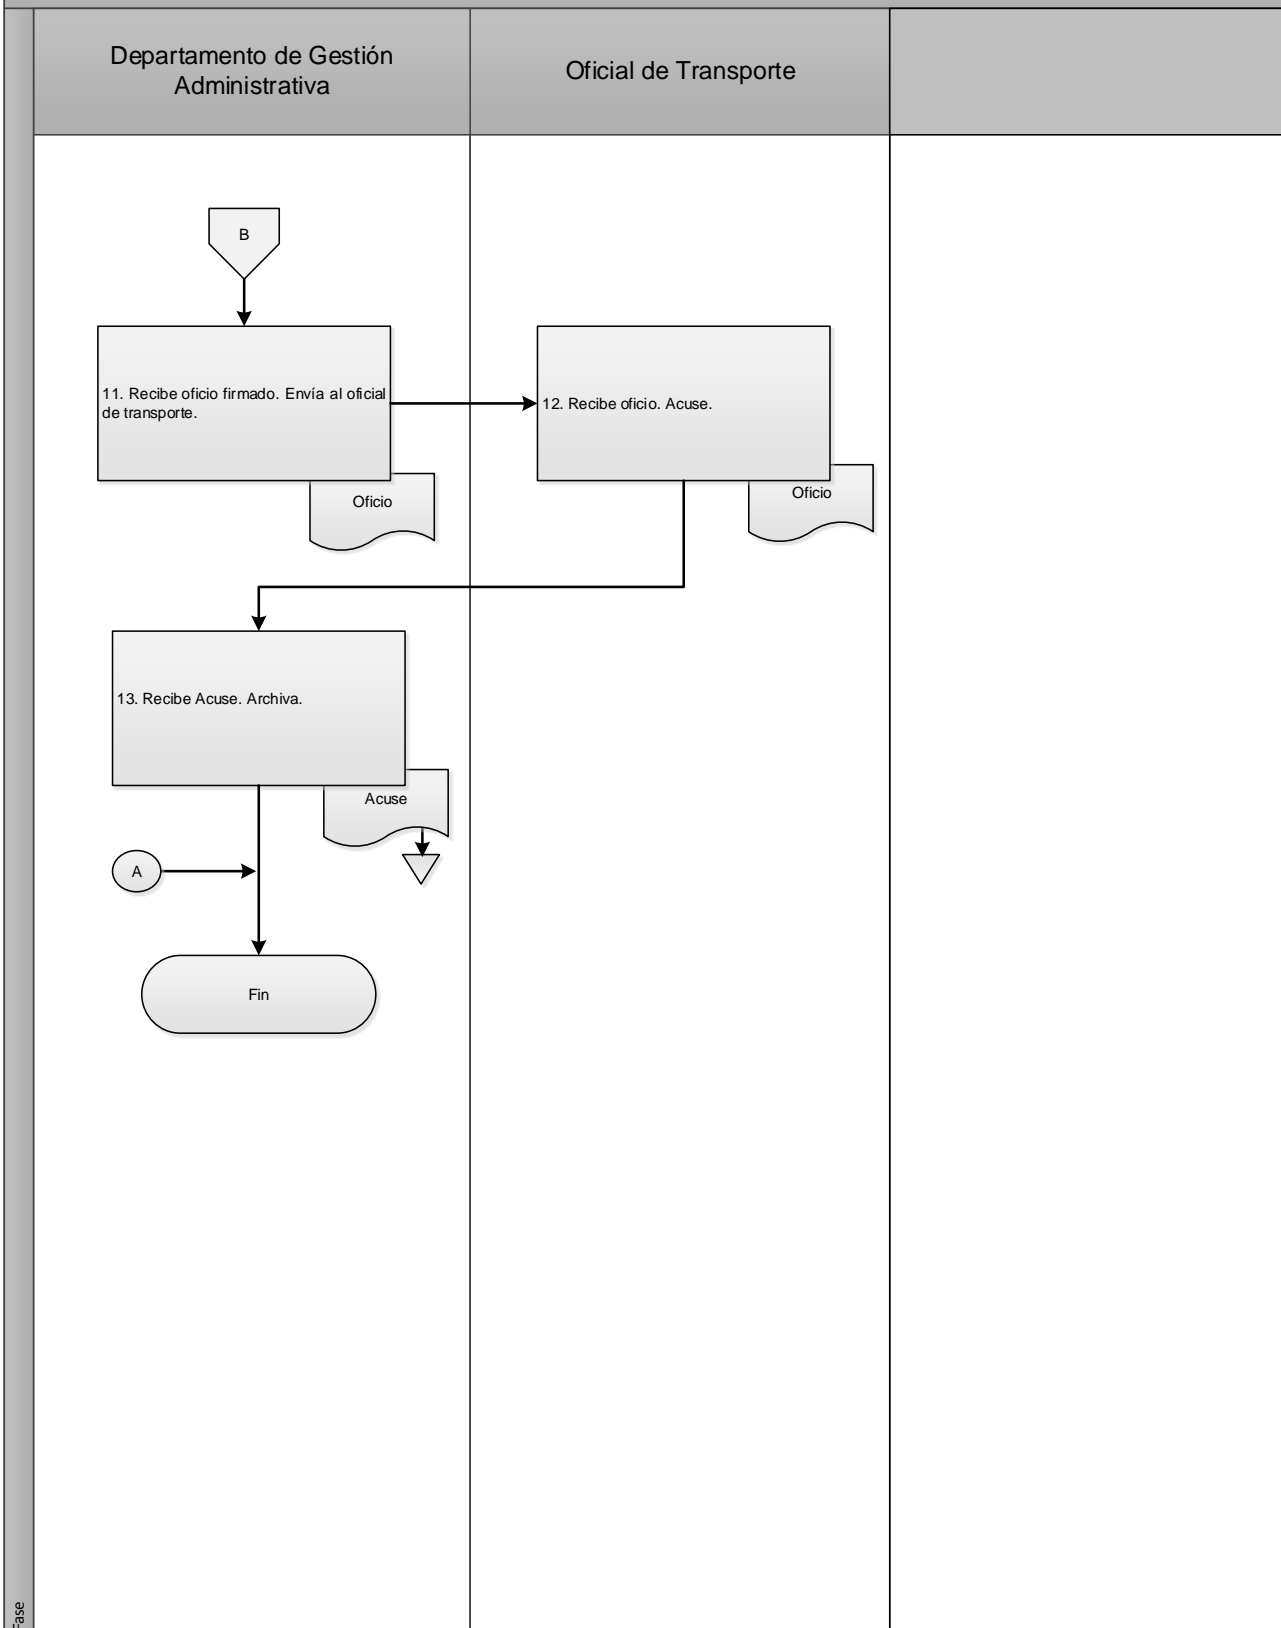 Departamento de Gestión
Administrativa
Oficial de Transporte
B
11. Recibe oficio firmado. Envía al oficial
de transporte.
12. Recibe oficio. Acuse.
Oficio
Oficio
13. Recibe Acuse. Archiva.
Acuse
A
Fin
Fase